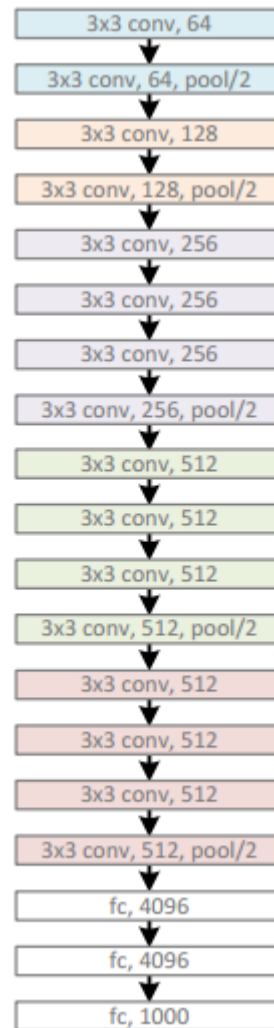 3x3 conv, 64
3x3 conv, 64, pool/2
3x3 conv, 128
3x3 conv, 128, pool/2
3x3 conv, 256
3x3 conv, 256
3x3 conv, 256
3x3 conv, 256, pool/2
3x3 conv, 512
3x3 conv, 512
3x3 conv, 512
3x3 conv, 512, pool/2
3x3 conv, 512
3x3 conv, 512
3x3 conv, 512
3x3 conv, 512, pool/2
fc, 4096
fc, 4096
fc, 1000